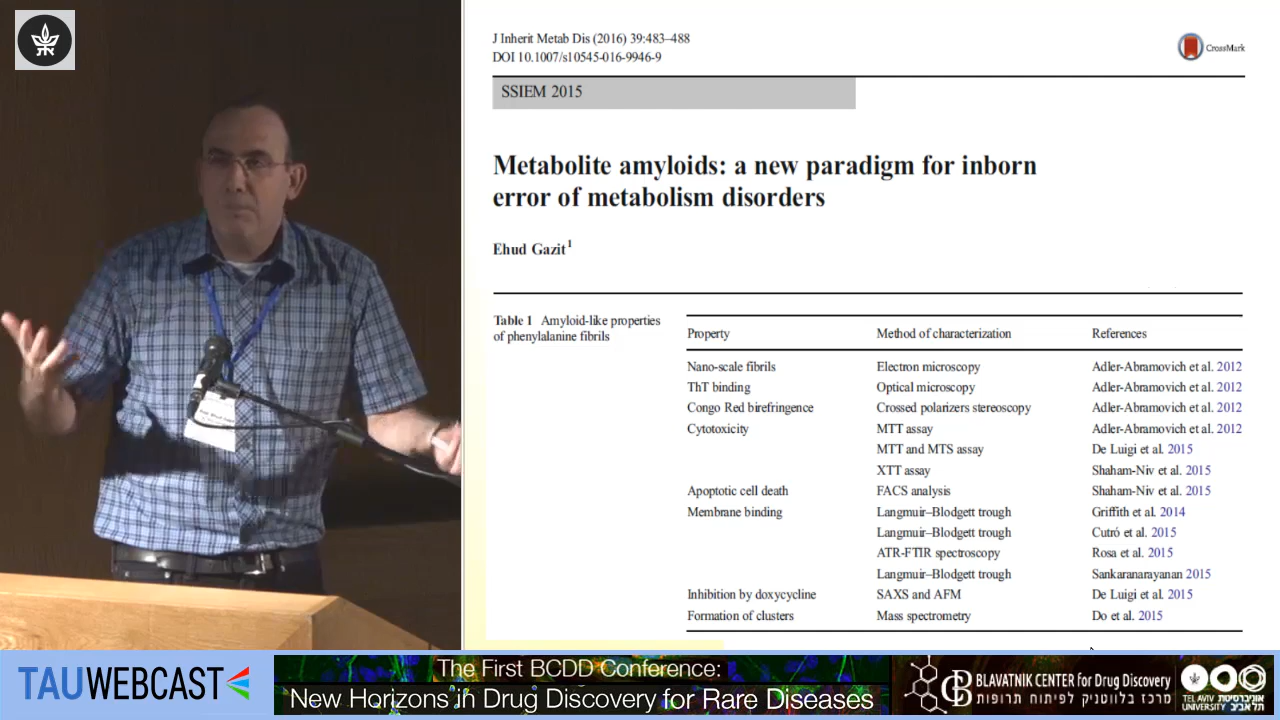 J Inherit Metab Dis (2016) 39:483–488
DOI 10.1007/s10545-016-9946-9
CrossMark
SSIEM 2015
Metabolite amyloids: a new paradigm for inborn
error of metabolism disorders
Ehud Gazit1
Table 1 Amyloid-like properties
of phenylalanine fibrils
Property Method of characterization References
Nano-scale fibrils Electron microscopy Adler-Abramovich et al. 2012
ThT binding Optical microscopy Adler-Abramovich et al. 2012
Congo Red birefringence Crossed polarizers stereoscopy Adler-Abramovich et al. 2012
Cytotoxicity MTT assay Adler-Abramovich et al. 2012
MTT and MTS assay De Luigi et al. 2015
XTT assay Shaham-Niv et al. 2015
Apoptotic cell death FACS analysis Shaham-Niv et al. 2015
Membrane binding Langmuir–Blodgett trough Griffith et al. 2014
Langmuir–Blodgett trough Cutró et al. 2015
ATR-FTIR spectroscopy Rosa et al. 2015
Langmuir–Blodgett trough Sankaranarayanan 2015
Inhibition by doxycycline SAXS and AFM De Luigi et al. 2015
Formation of clusters Mass spectrometry Do et al. 2015
TAUWEBCAST
The First BCDD Conference:
New Horizons in Drug Discovery for Rare Diseases
BLAVATNIK CENTER for Drug Discovery
מרכז בלווטניק לפיתוח תרופות
TEL AVIV אוניברסיטת
UNIVERSITY תל אביב